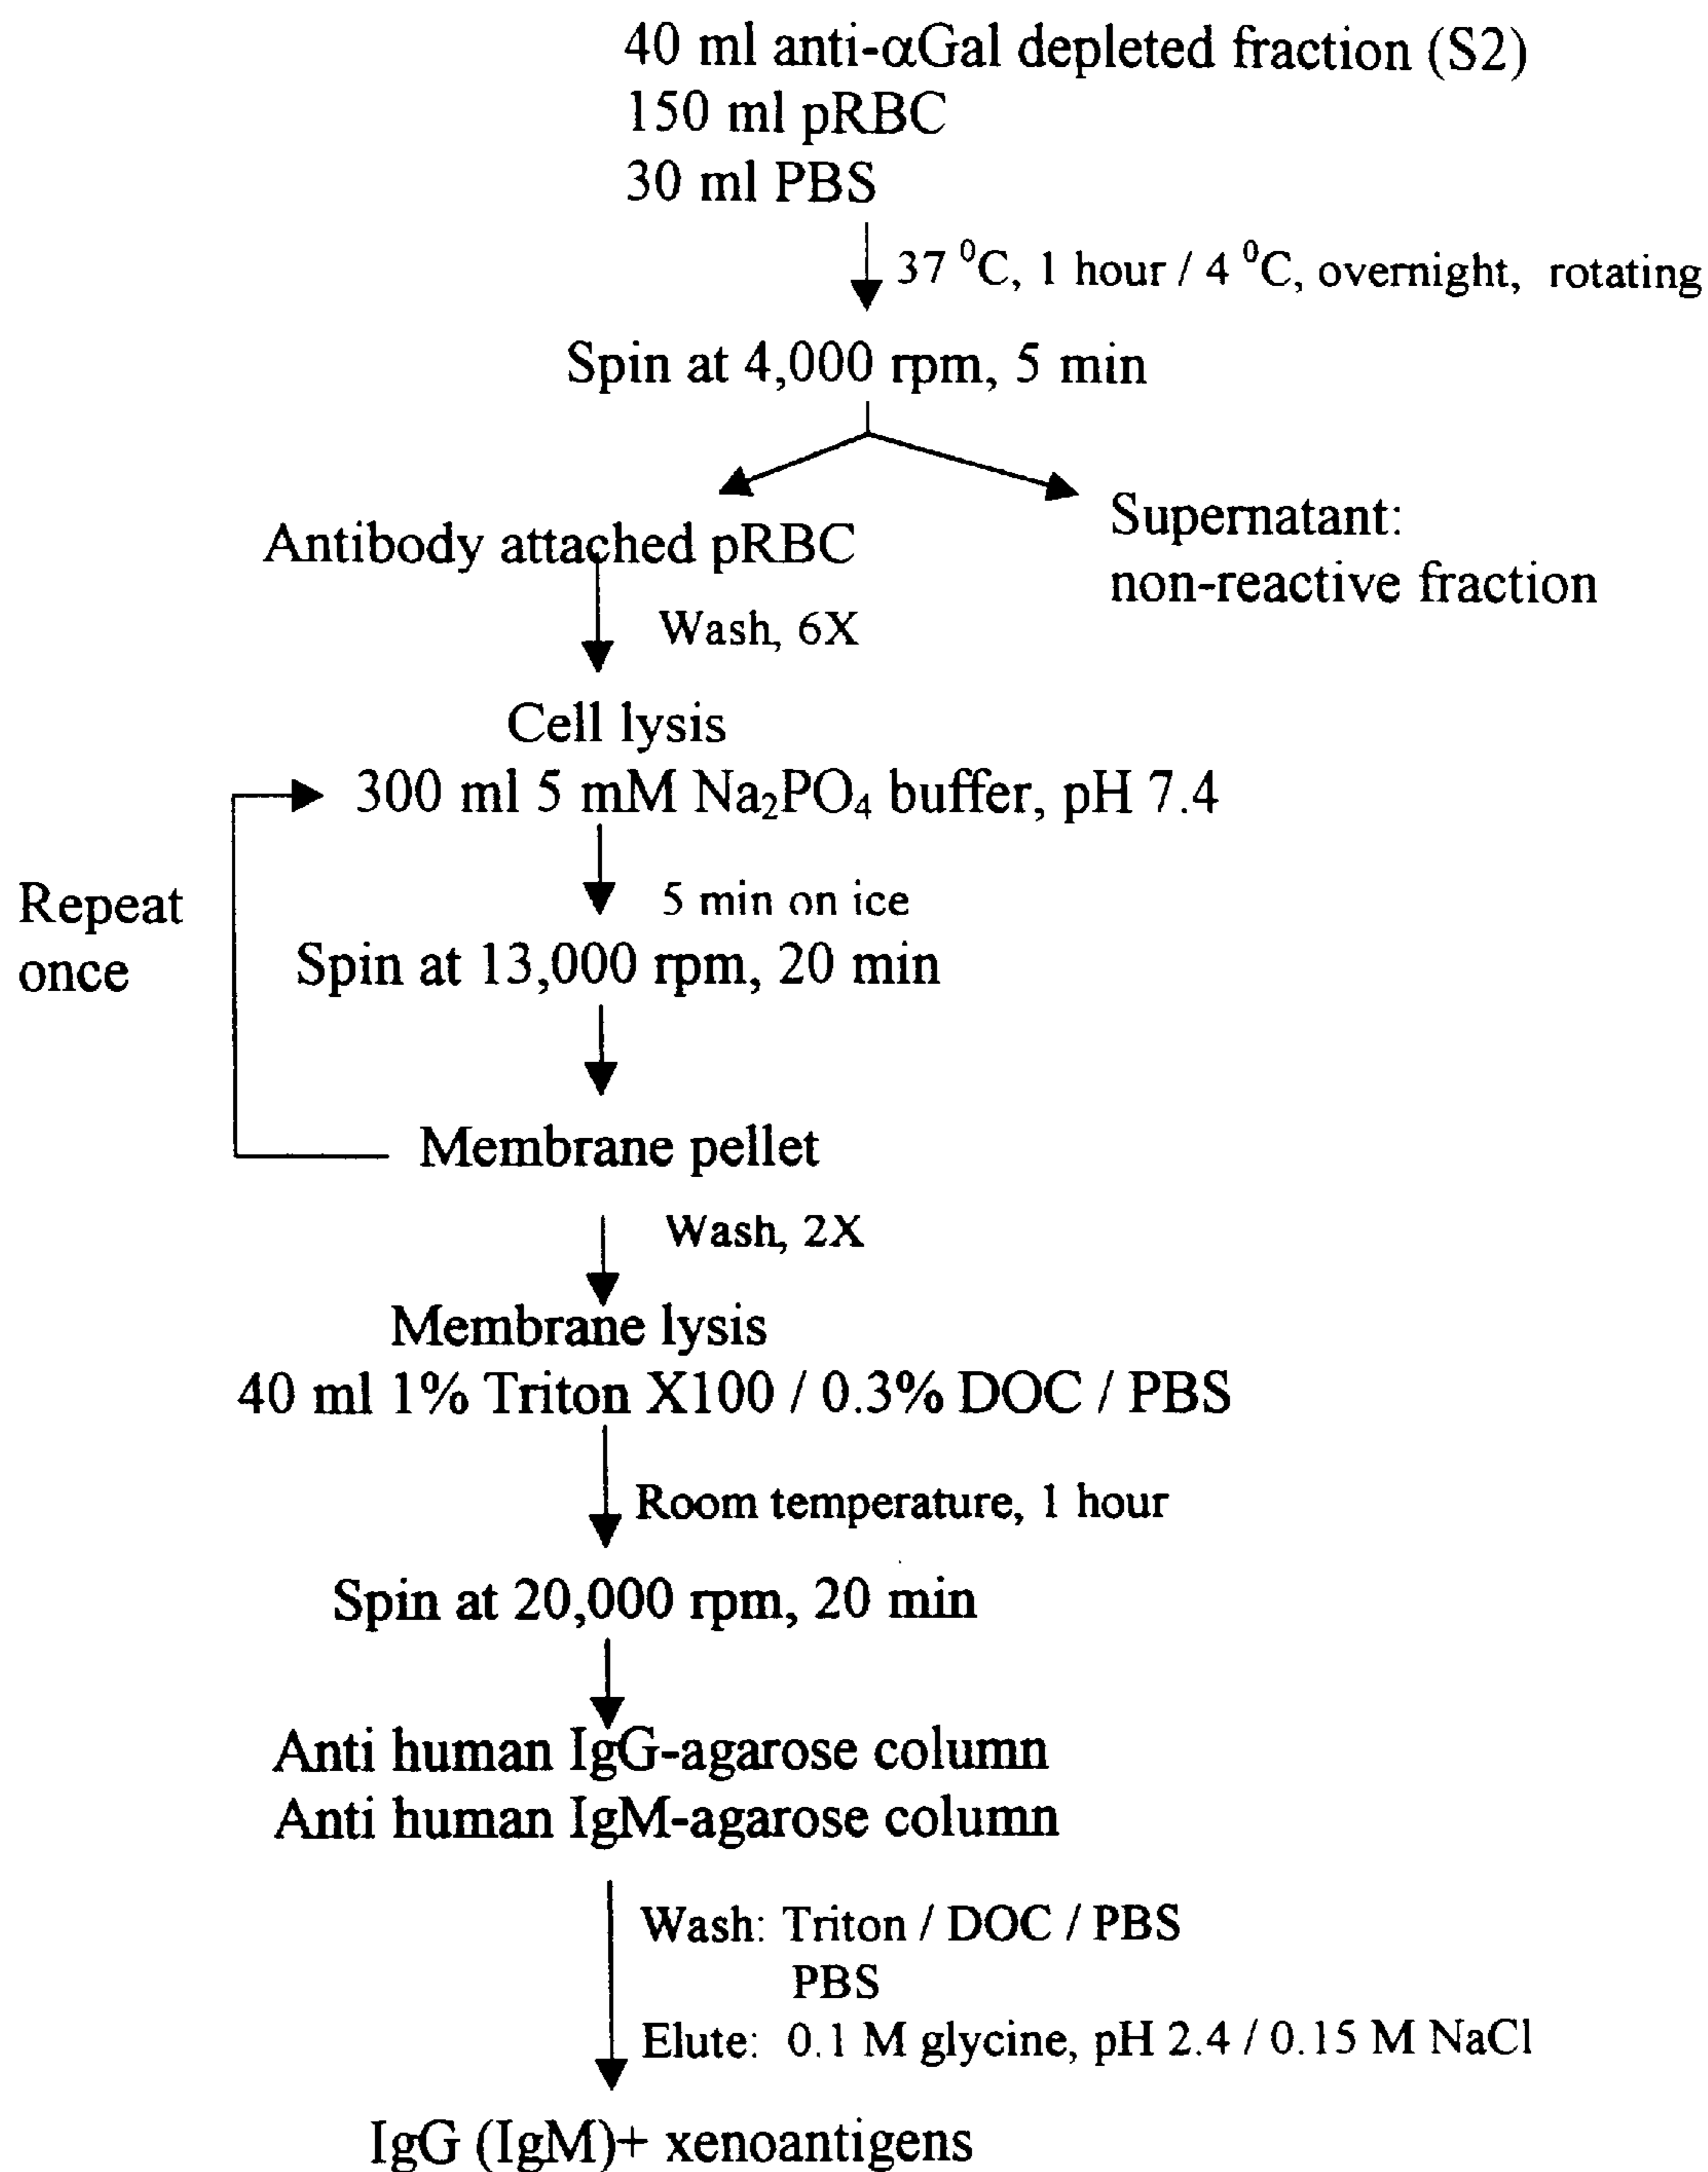 40 ml anti-αGal depleted fraction (S2)
150 ml pRBC
30 ml PBS
37 ⁰C, 1 hour / 4 ⁰C, overnight, rotating
Spin at 4,000 rpm, 5 min
Antibody attached pRBC
Supernatant:
non-reactive fraction
Wash, 6X
Cell lysis
300 ml 5 mM Na₂PO₄ buffer, pH 7.4
Repeat
once
5 min on ice
Spin at 13,000 rpm, 20 min
Membrane pellet
Wash, 2X
Membrane lysis
40 ml 1% Triton X100 / 0.3% DOC / PBS
Room temperature, 1 hour
Spin at 20,000 rpm, 20 min
Anti human IgG-agarose column
Anti human IgM-agarose column
Wash: Triton / DOC / PBS
PBS
Elute: 0.1 M glycine, pH 2.4 / 0.15 M NaCl
IgG (IgM)+ xenoantigens